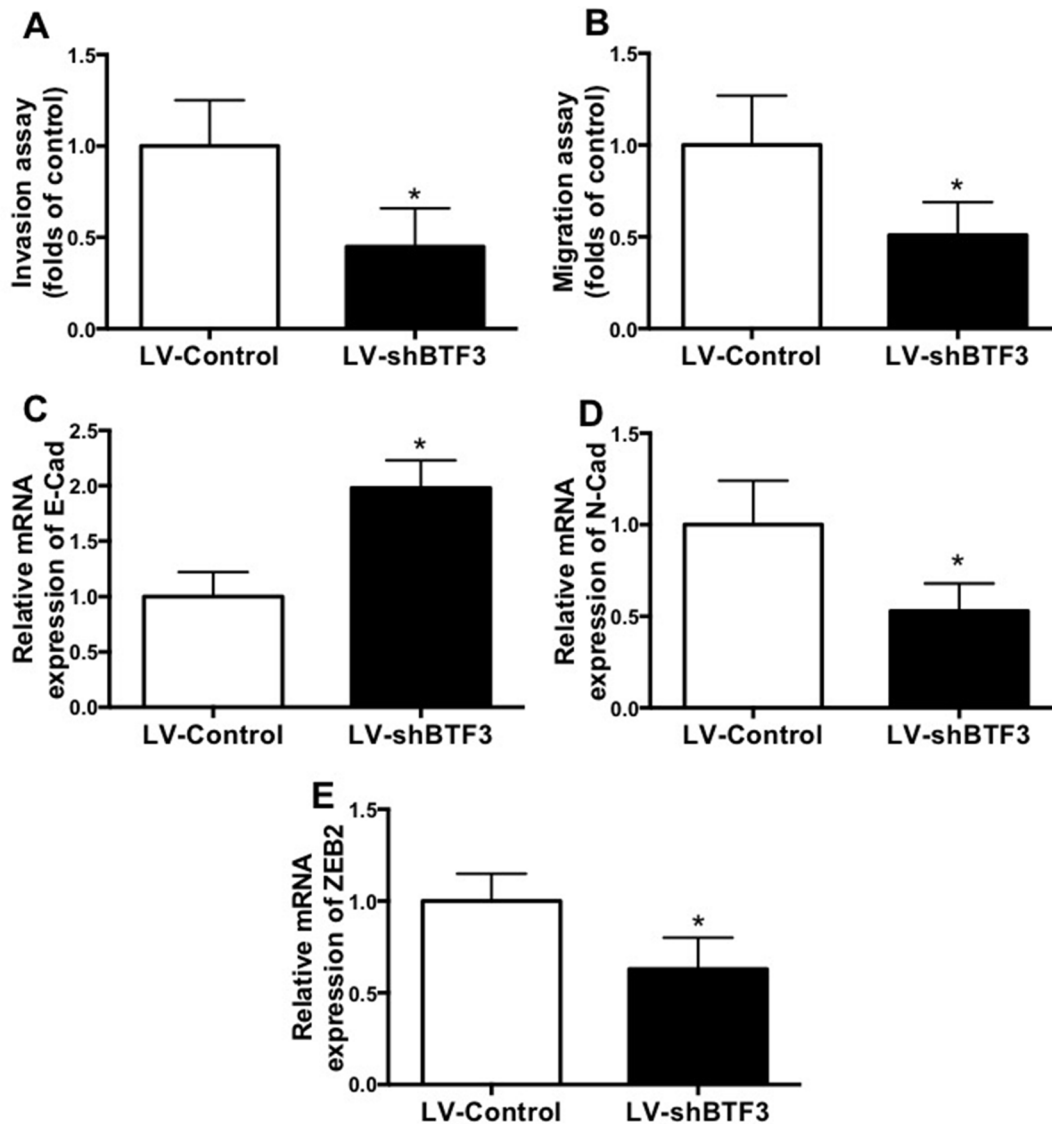 A
Invasion assay
(folds of control)
1.5
1.0
0.5
0.0
*
LV-Control
LV-shBTF3
B
Migration assay
(folds of control)
1.5
1.0
0.5
0.0
*
LV-Control
LV-shBTF3
C
Relative mRNA
expression of E-Cad
2.5
2.0
1.5
1.0
0.5
0.0
*
LV-Control
LV-shBTF3
D
Relative mRNA
expression of N-Cad
1.5
1.0
0.5
0.0
*
LV-Control
LV-shBTF3
E
Relative mRNA
expression of ZEB2
1.5
1.0
0.5
0.0
*
LV-Control
LV-shBTF3